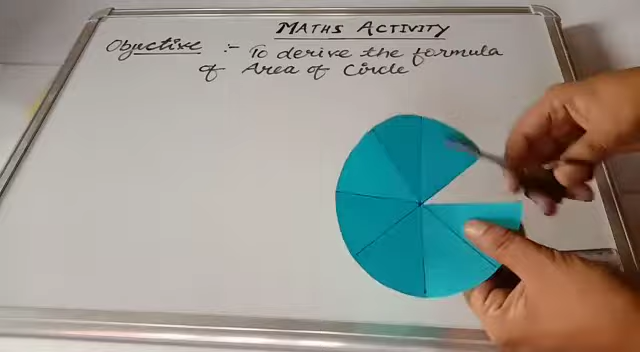 MATHS ACTIVITY
Objective :- To derive the formula
of Area of Circle